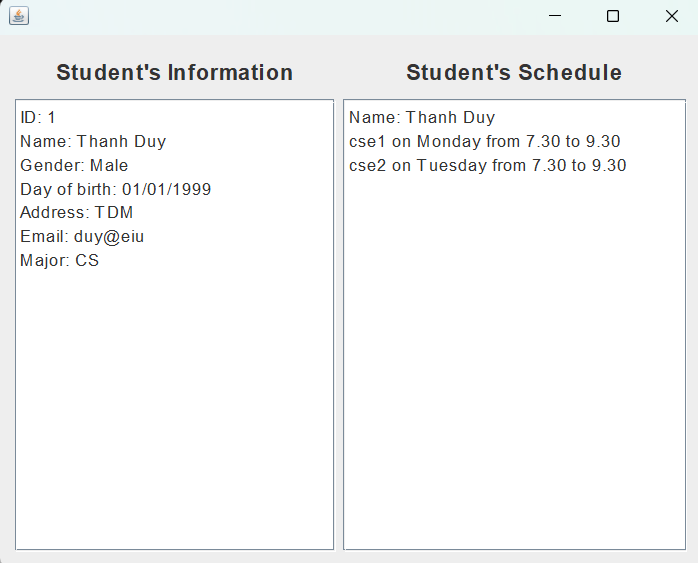 Student's Information
ID: 1
Name: Thanh Duy
Gender: Male
Day of birth: 01/01/1999
Address: TDM
Email: duy@eiu
Major: CS
Student's Schedule
Name: Thanh Duy
cse1 on Monday from 7.30 to 9.30
cse2 on Tuesday from 7.30 to 9.30